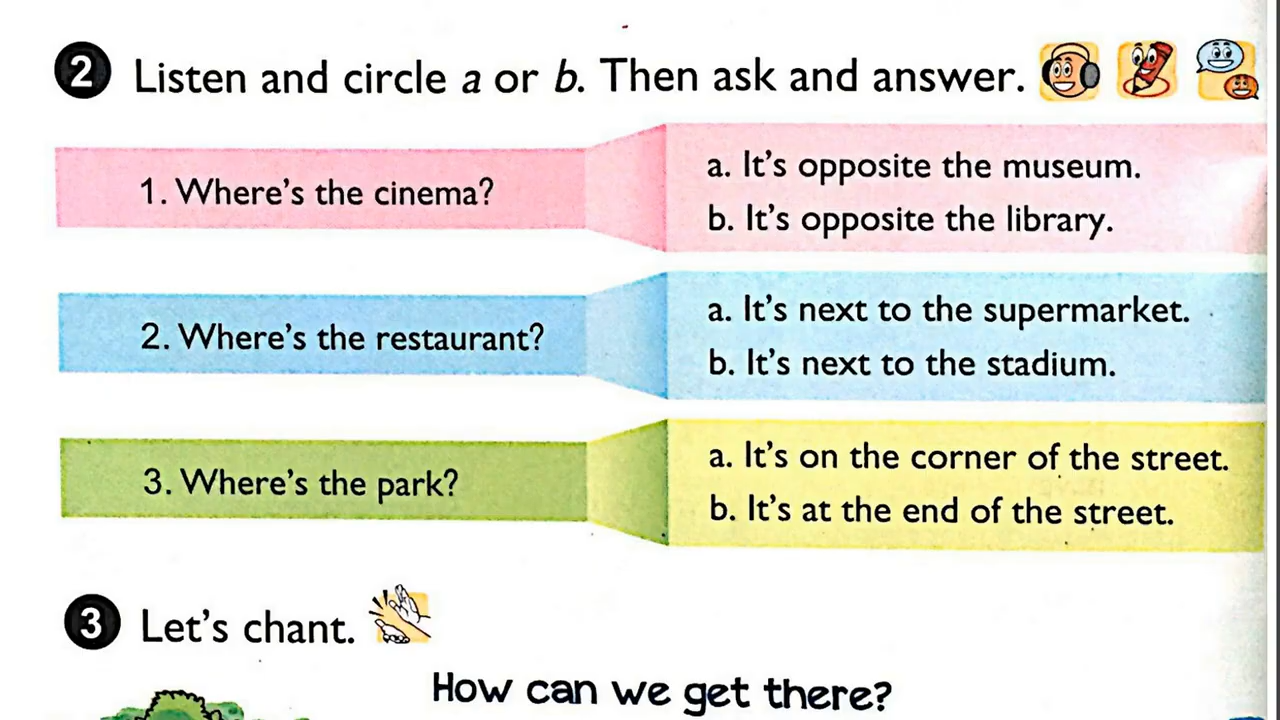 2 Listen and circle a or b. Then ask and answer.
1. Where's the cinema?
a. It's opposite the museum.
b. It's opposite the library.
2. Where's the restaurant?
a. It's next to the supermarket.
b. It's next to the stadium.
3. Where's the park?
a. It's on the corner of the street.
b. It's at the end of the street.
3 Let's chant.
How can we get there?